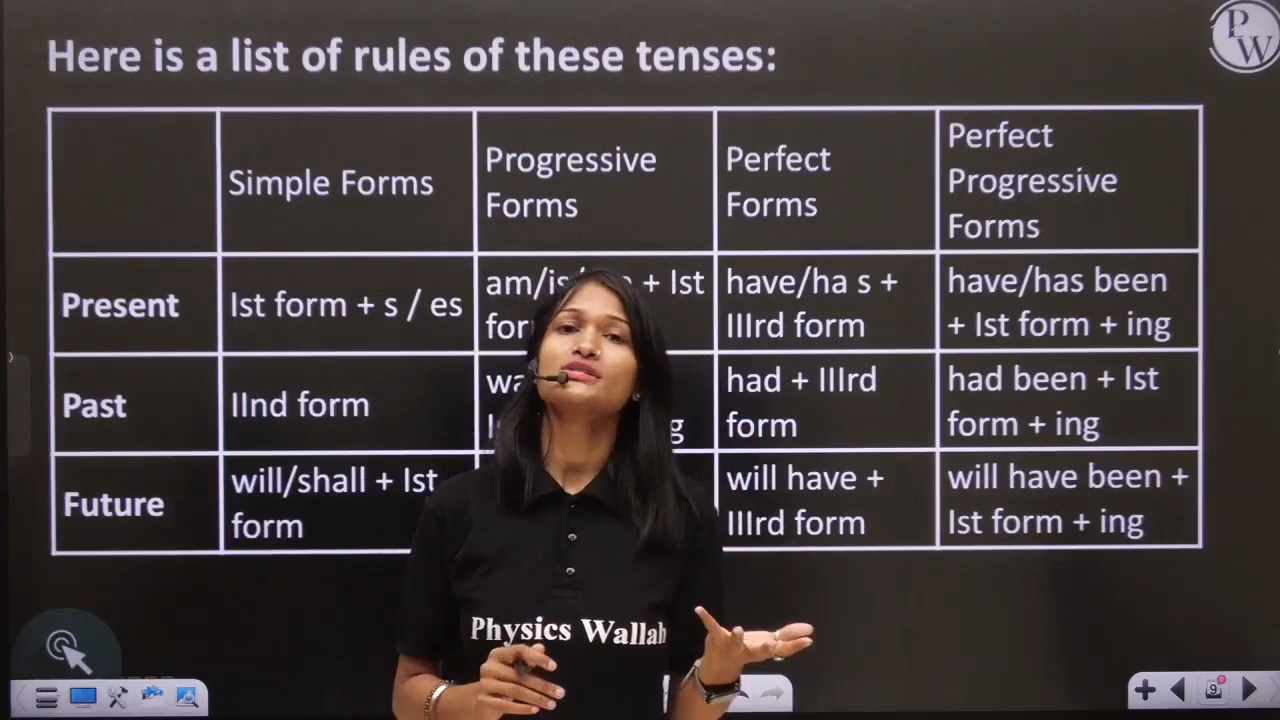 Here is a list of rules of these tenses:
PW
Simple Forms
Progressive
Forms
Perfect
Forms
Perfect
Progressive
Forms
Present
Ist form + s / es
am/is/ + Ist
have/ha s +
IIIrd form
have/has been
+ Ist form + ing
Past
IInd form
had + IIIrd
form
had been + Ist
form + ing
Future
will/shall + Ist
form
will have +
IIIrd form
will have been +
Ist form + ing
Physics Wallah
9